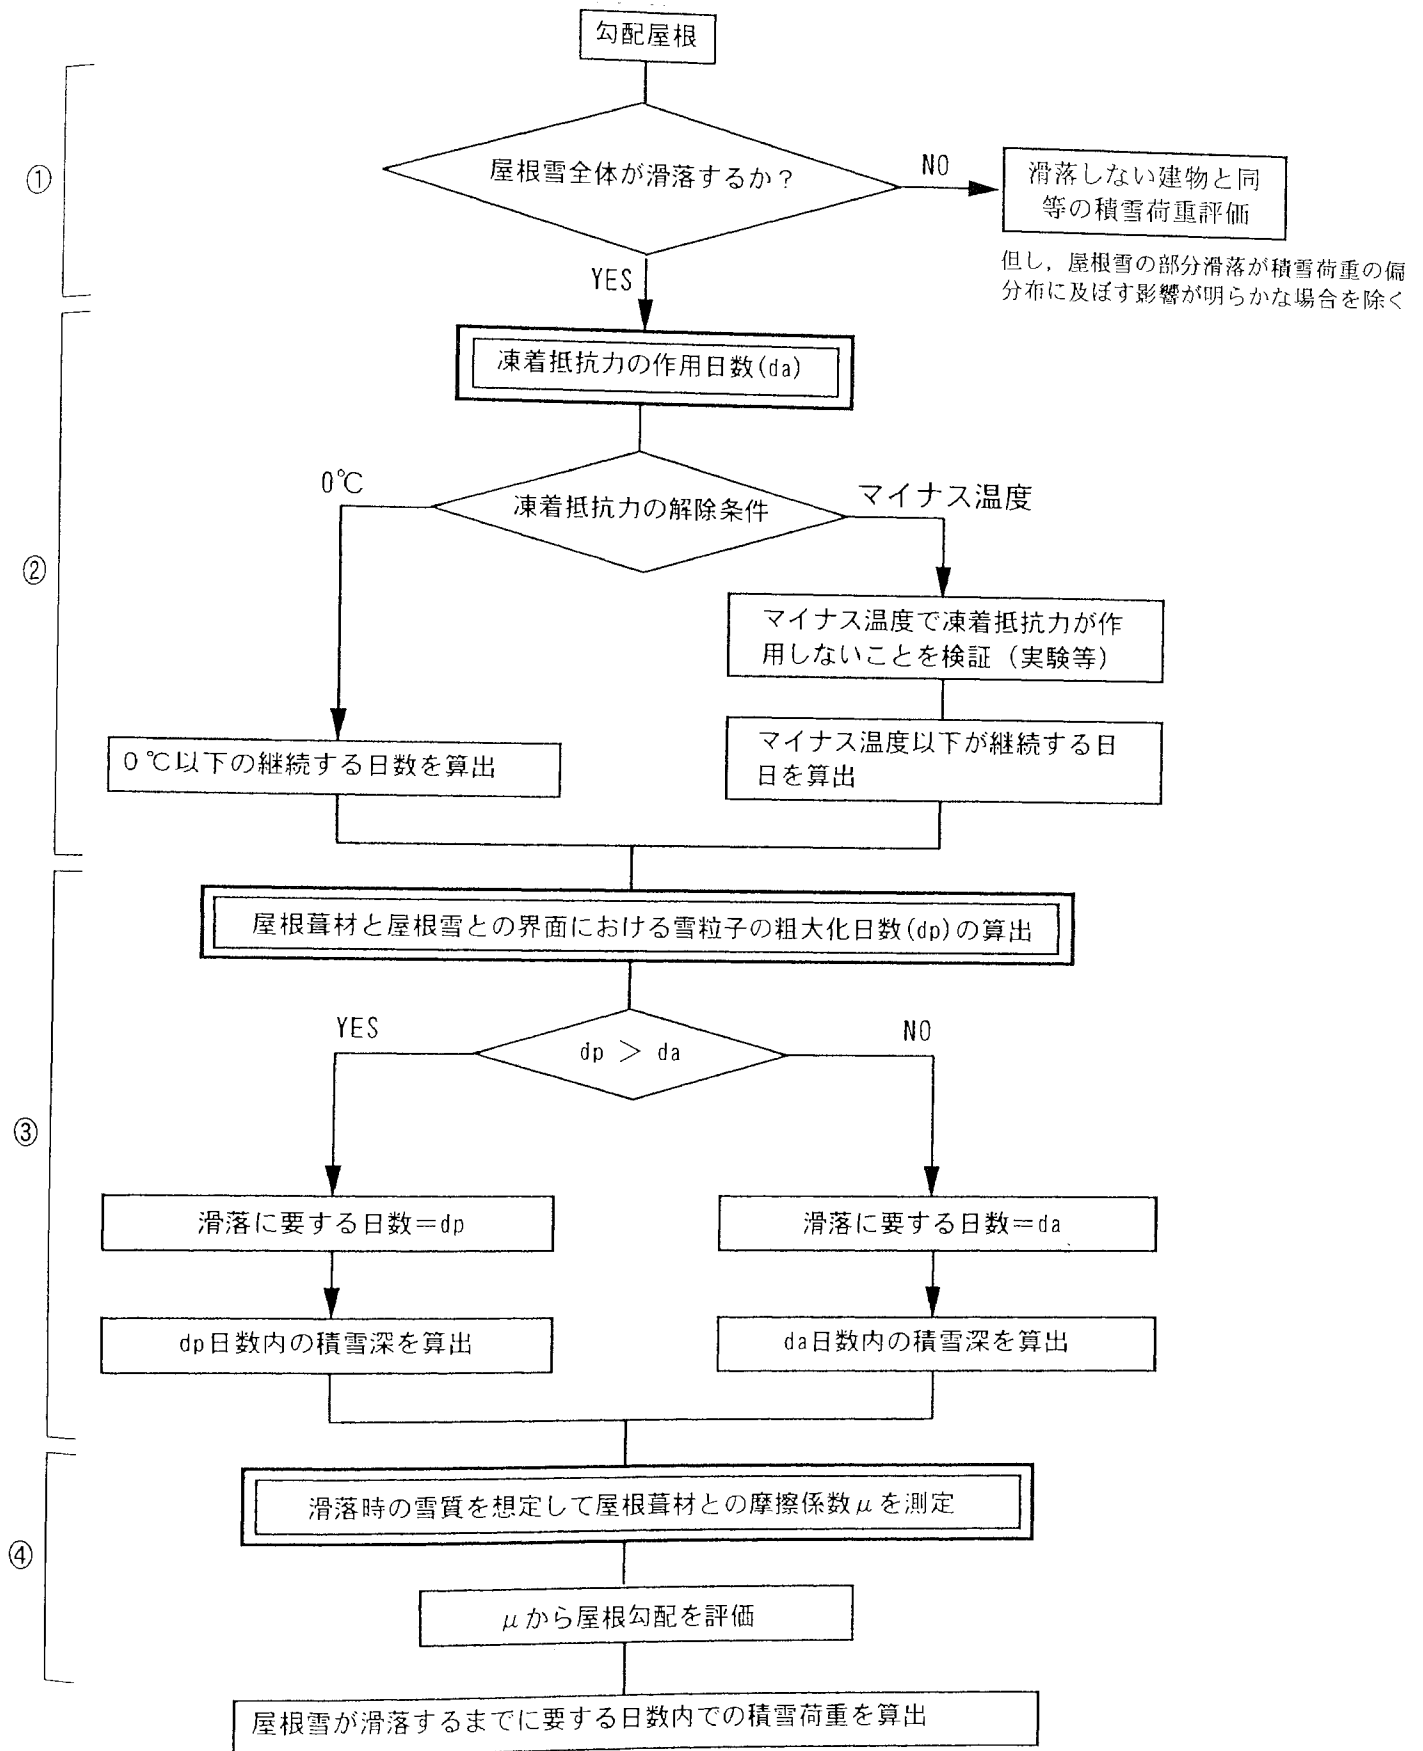 勾配屋根
①
屋根雪全体が滑落するか？
NO
滑落しない建物と同
等の積雪荷重評価
但し，屋根雪の部分滑落が積雪荷重の偏
分布に及ぼす影響が明らかな場合を除く
YES
②
凍着抵抗力の作用日数(da)
0℃
凍着抵抗力の解除条件
マイナス温度
マイナス温度で凍着抵抗力が作
用しないことを検証（実験等）
0℃以下の継続する日数を算出
マイナス温度以下が継続する日
日を算出
③
屋根葺材と屋根雪との界面における雪粒子の粗大化日数(dp)の算出
YES
dp ＞ da
NO
滑落に要する日数＝dp
滑落に要する日数＝da
dp日数内の積雪深を算出
da日数内の積雪深を算出
④
滑落時の雪質を想定して屋根葺材との摩擦係数μを測定
μから屋根勾配を評価
屋根雪が滑落するまでに要する日数内での積雪荷重を算出